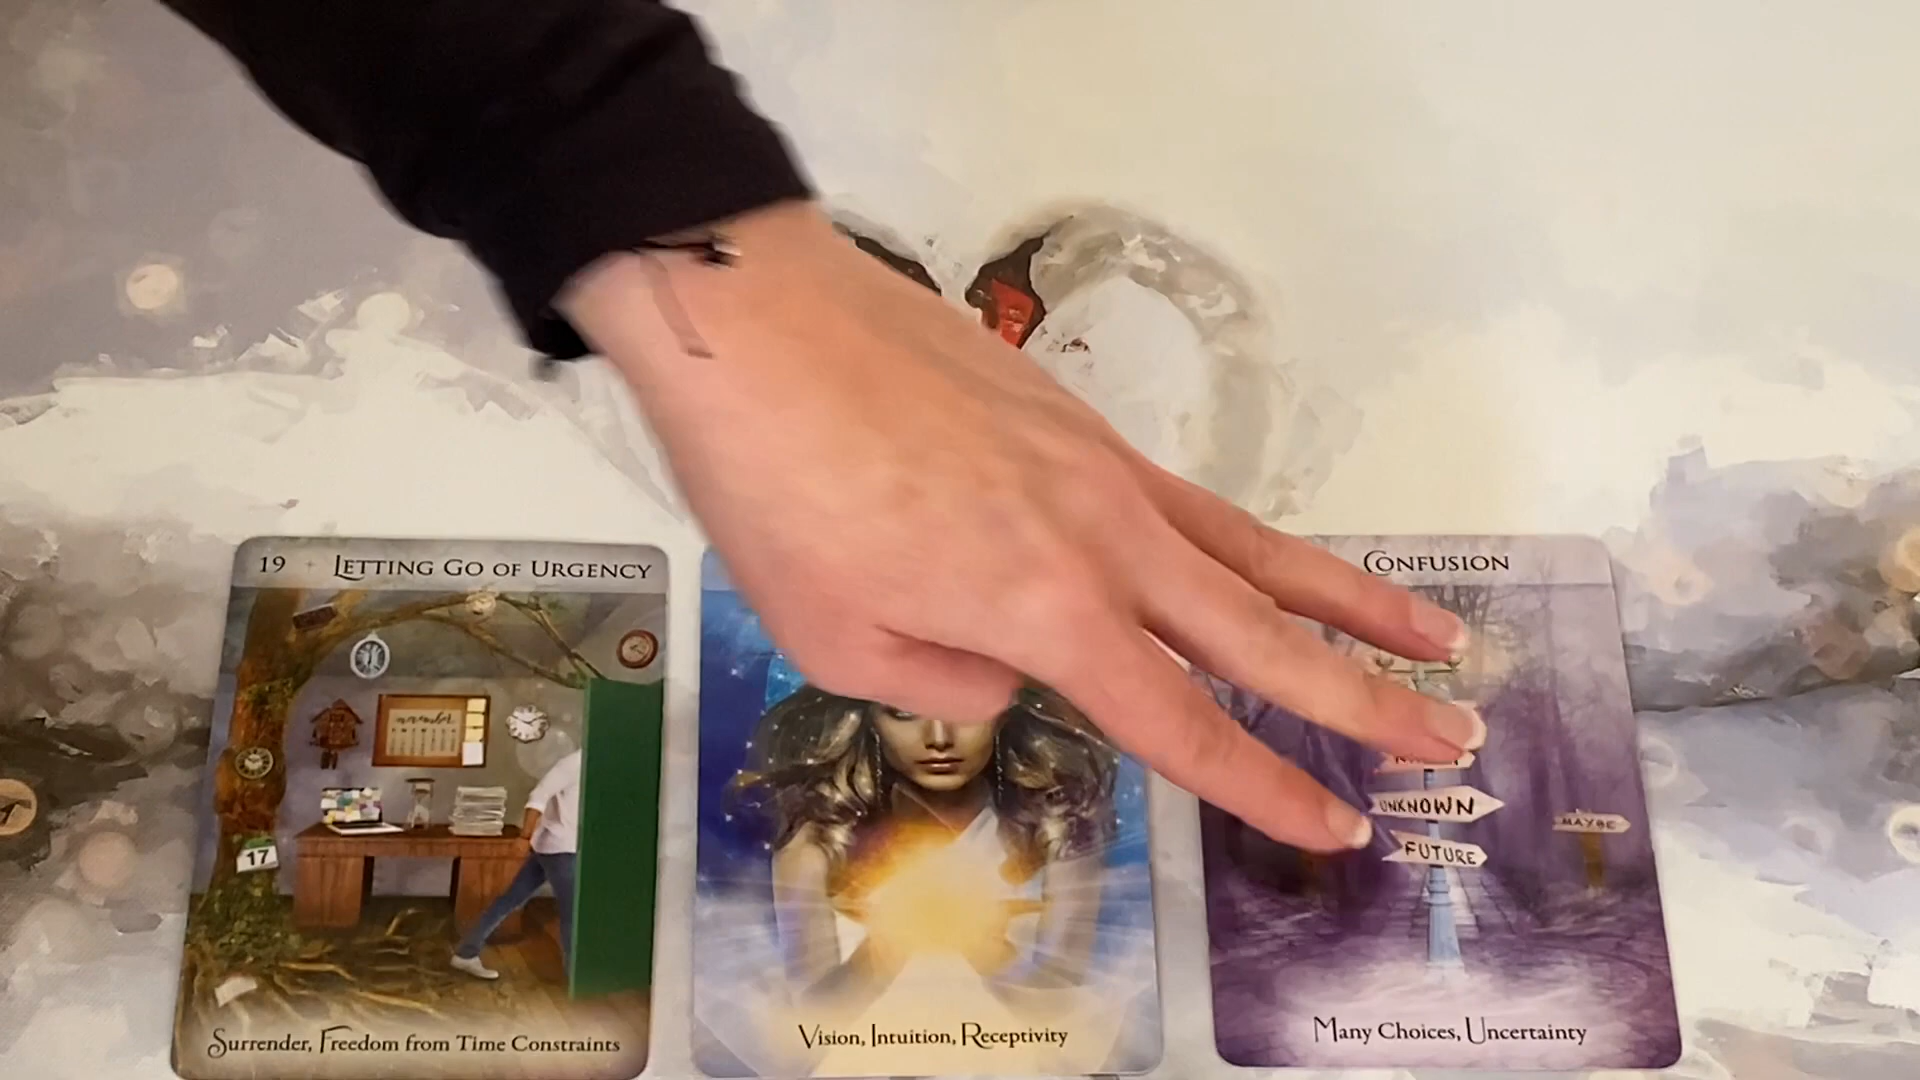 19 LETTING GO OF URGENCY
november
17
Surrender, Freedom from Time Constraints
Vision, Intuition, Receptivity
CONFUSION
UNKNOWN
MAYBE
FUTURE
Many Choices, Uncertainty